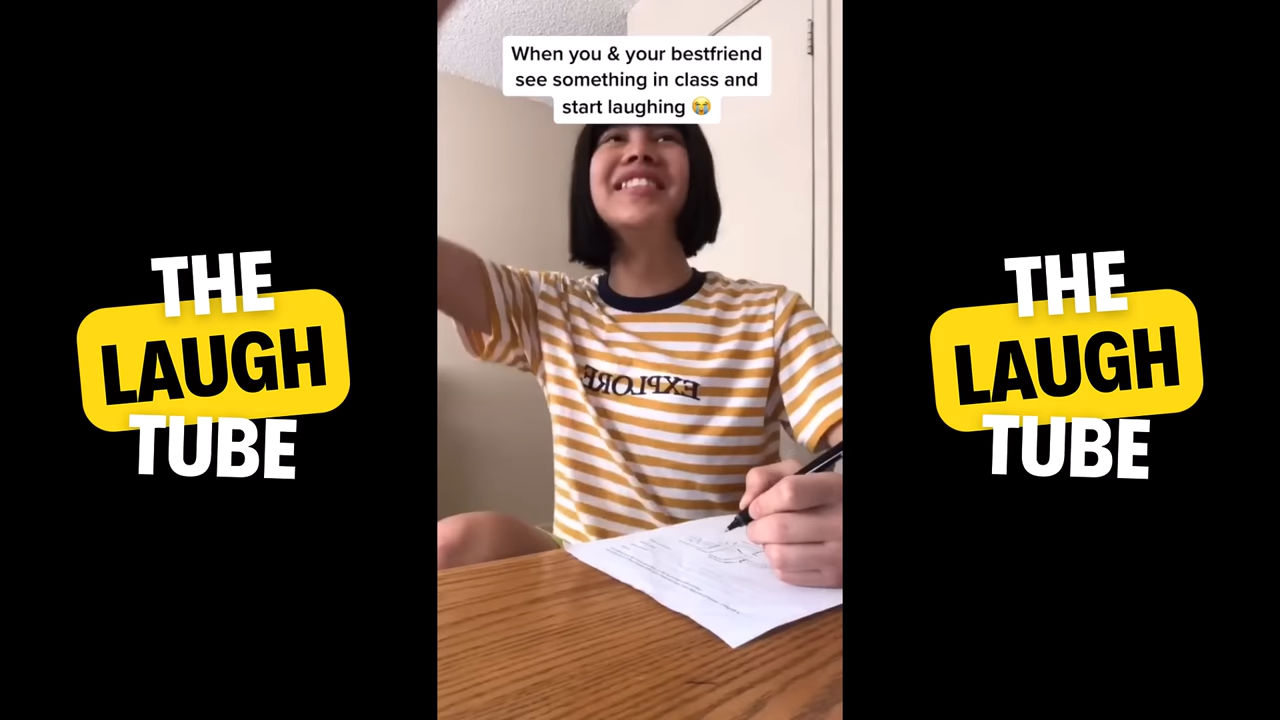 When you & your bestfriend
see something in class and
start laughing 😭
THE
LAUGH
TUBE
EXPLORE
THE
LAUGH
TUBE